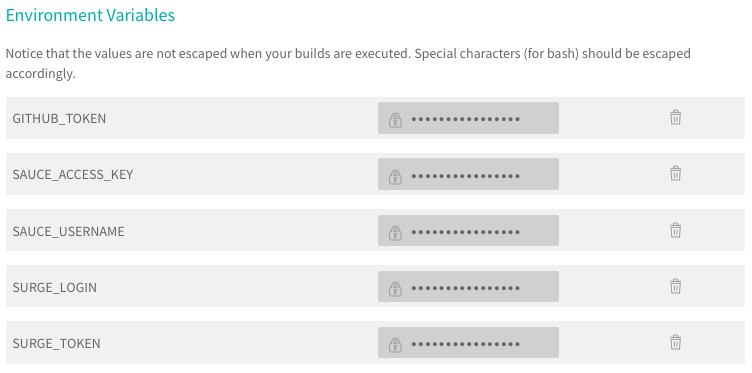 Environment Variables
Notice that the values are not escaped when your builds are executed. Special characters (for bash) should be escaped
accordingly.
GITHUB_TOKEN ••••••••••••••••
SAUCE_ACCESS_KEY ••••••••••••••••
SAUCE_USERNAME ••••••••••••••••
SURGE_LOGIN ••••••••••••••••
SURGE_TOKEN ••••••••••••••••